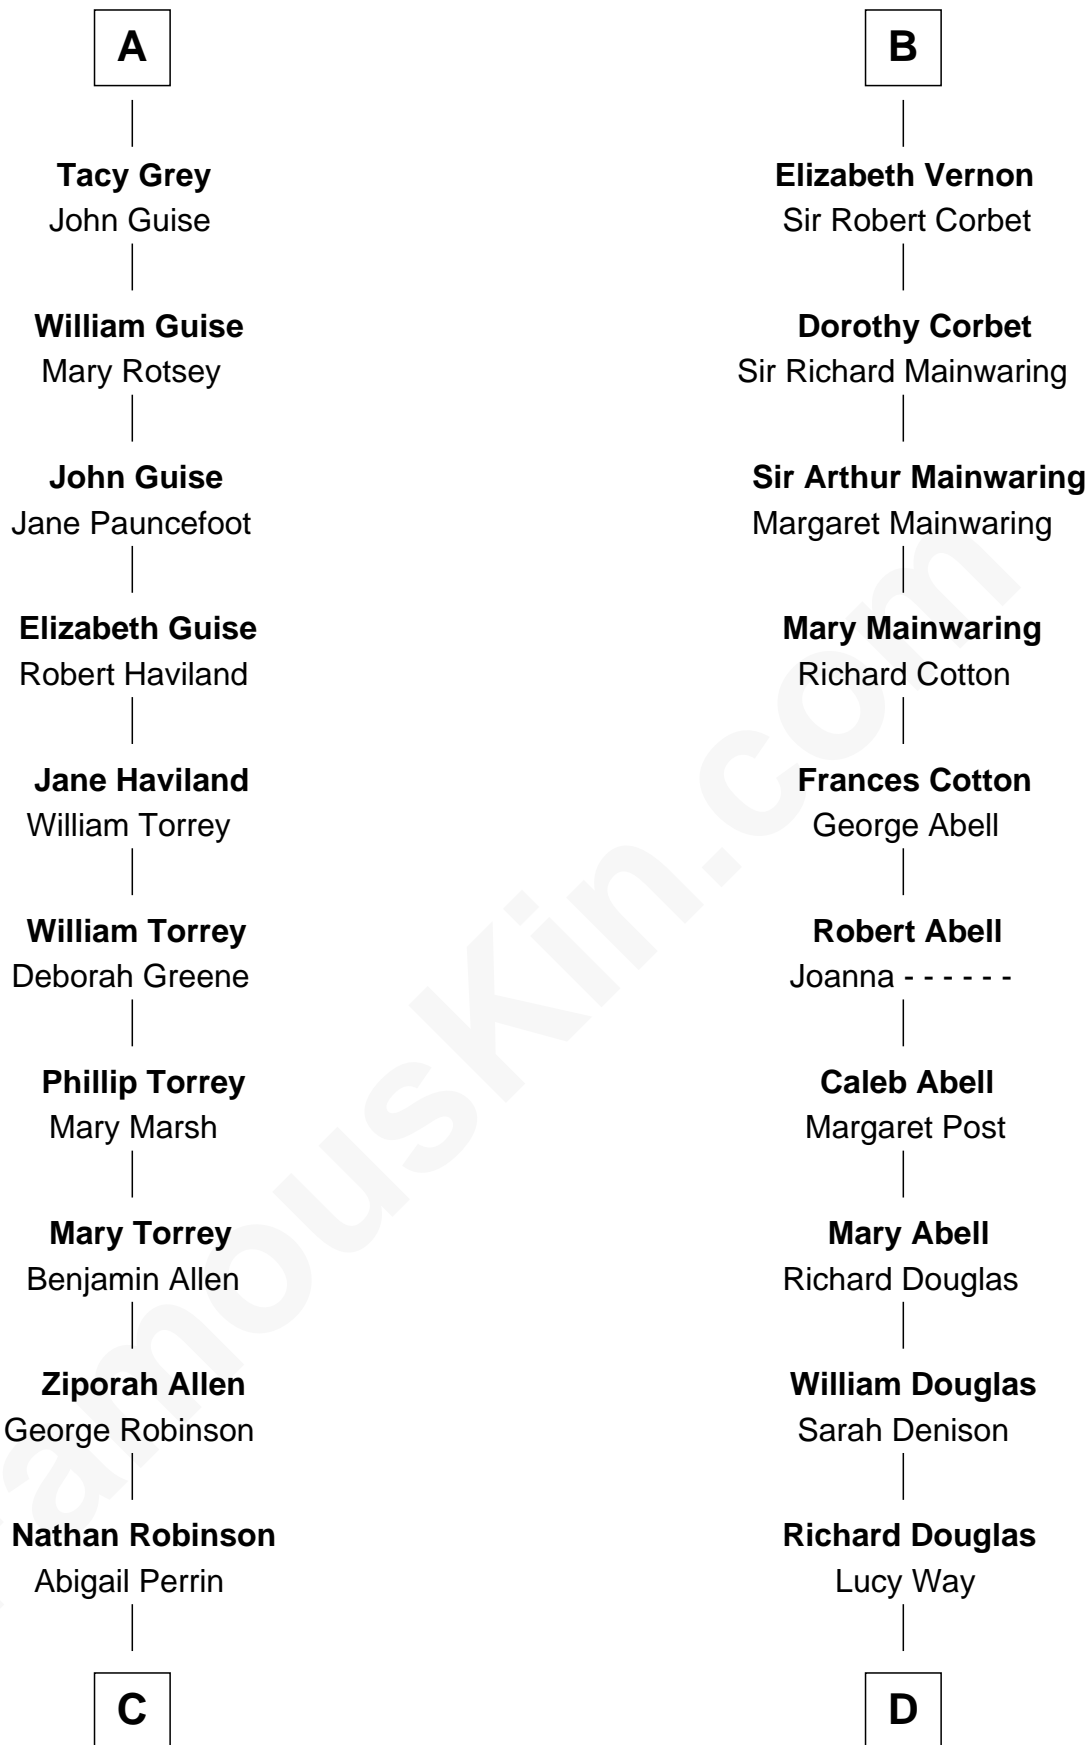 A
Tacy Grey
John Guise
William Guise
Mary Rotsey
John Guise
Jane Pauncefoot
Elizabeth Guise
Robert Haviland
Jane Haviland
William Torrey
William Torrey
Deborah Greene
Phillip Torrey
Mary Marsh
Mary Torrey
Benjamin Allen
Ziporah Allen
George Robinson
Nathan Robinson
Abigail Perrin
C
B
Elizabeth Vernon
Sir Robert Corbet
Dorothy Corbet
Sir Richard Mainwaring
Sir Arthur Mainwaring
Margaret Mainwaring
Mary Mainwaring
Richard Cotton
Frances Cotton
George Abell
Robert Abell
Joanna - - - - - -
Caleb Abell
Margaret Post
Mary Abell
Richard Douglas
William Douglas
Sarah Denison
Richard Douglas
Lucy Way
D
FamousKin.com